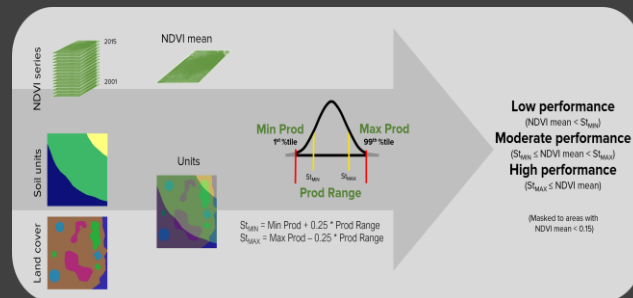 NDVI series
2015
2001
NDVI mean
Soil units
Land cover
Units
Min Prod
1st %tile
Max Prod
99th %tile
StMIN
StMAX
Prod Range
StMIN = Min Prod + 0.25 * Prod Range
StMAX = Max Prod – 0.25 * Prod Range
Low performance
(NDVI mean < StMIN)
Moderate performance
(StMIN ≤ NDVI mean < StMAX)
High performance
(StMAX ≤ NDVI mean)
(Masked to areas with
NDVI mean < 0.15)